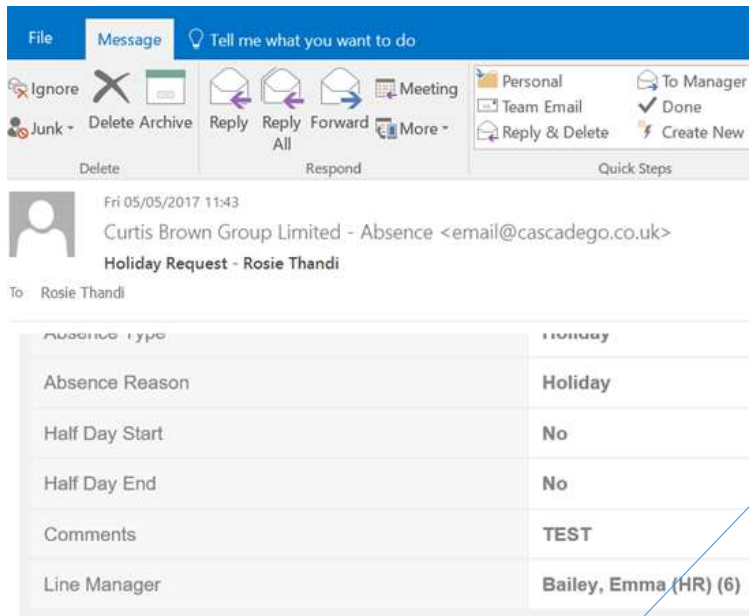 File Message Tell me what you want to do
Ignore
Junk
Delete Archive
Reply Reply All Forward
Meeting
More
Personal To Manager
Team Email Done
Reply & Delete Create New
Delete Respond Quick Steps
Fri 05/05/2017 11:43
Curtis Brown Group Limited - Absence <email@cascadego.co.uk>
Holiday Request - Rosie Thandi
To Rosie Thandi
Absence Type Holiday
Absence Reason Holiday
Half Day Start No
Half Day End No
Comments TEST
Line Manager Bailey, Emma (HR) (6)